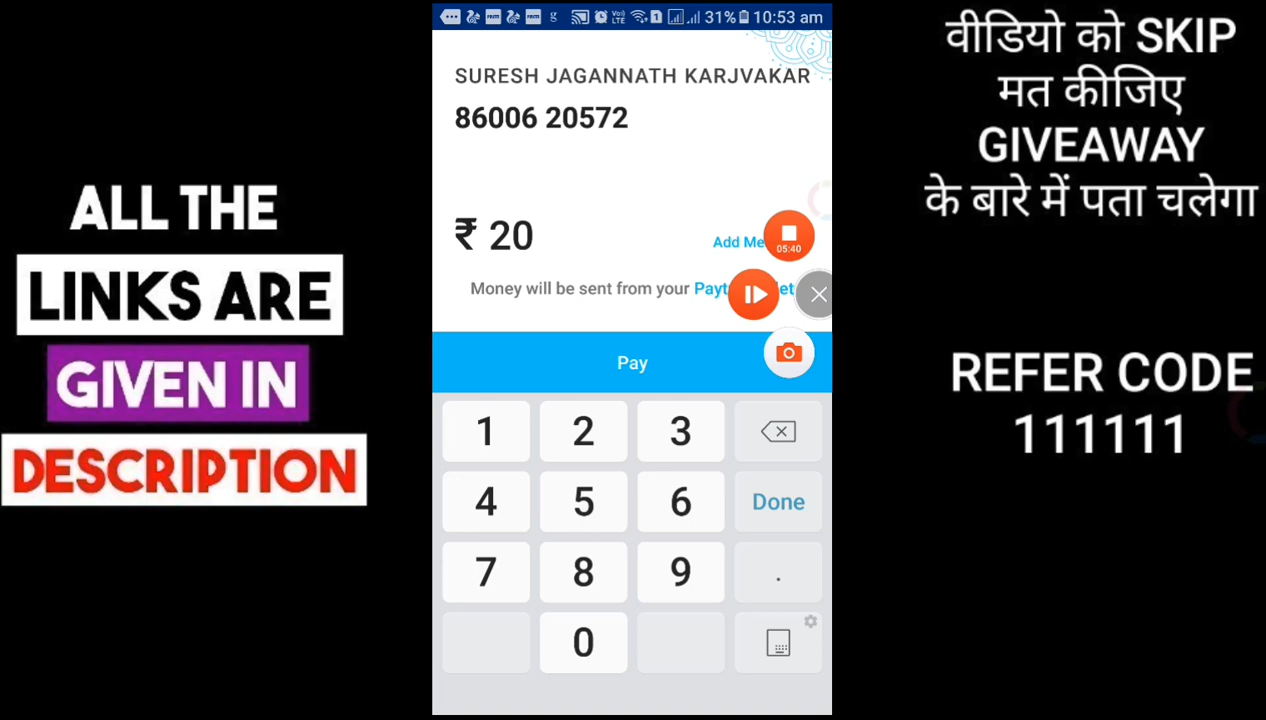 ALL THE
LINKS ARE
GIVEN IN
DESCRIPTION
31% 10:53 am
SURESH JAGANNATH KARJVAKAR
86006 20572
₹ 20
Add Me
05:40
Money will be sent from your
Pay
1 2 3
4 5 6 Done
7 8 9 .
0
वीडियो को SKIP
मत कीजिए
GIVEAWAY
के बारे में पता चलेगा
REFER CODE
111111